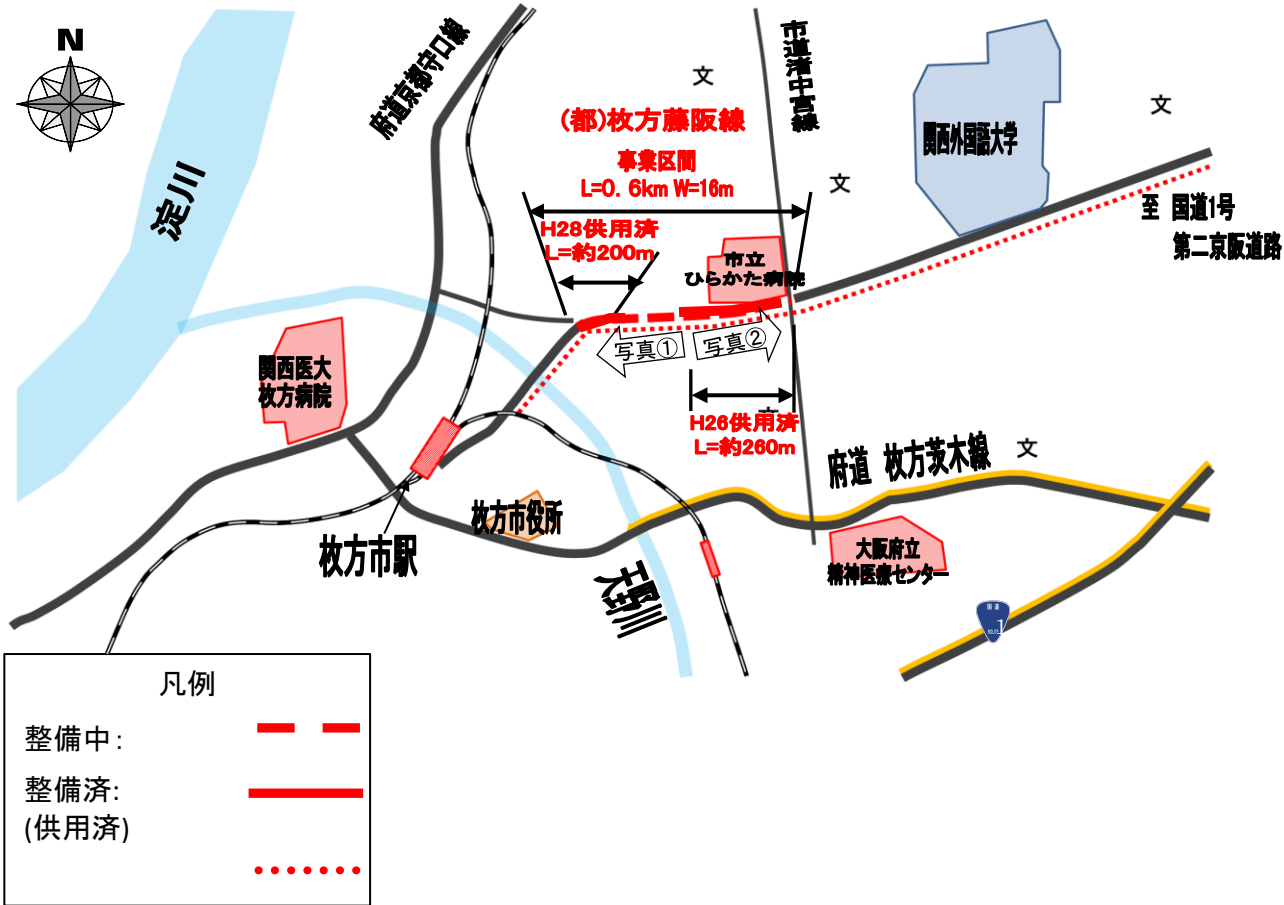 N
府道京都守口線
市道渚中宮線
文
文
(都)枚方藤阪線
関西外国語大学
事業区間
L=0.6km W=16m
文
淀川
至 国道1号
第二京阪道路
H28供用済
L=約200m
市立
ひらかた病院
写真①
写真②
関西医大
枚方病院
文
H26供用済
L=約260m
府道 枚方茨木線
文
枚方市役所
枚方市駅
大阪府立
精神医療センター
天野川
国道
1
ROUTE
凡例
整備中:
整備済:
(供用済)